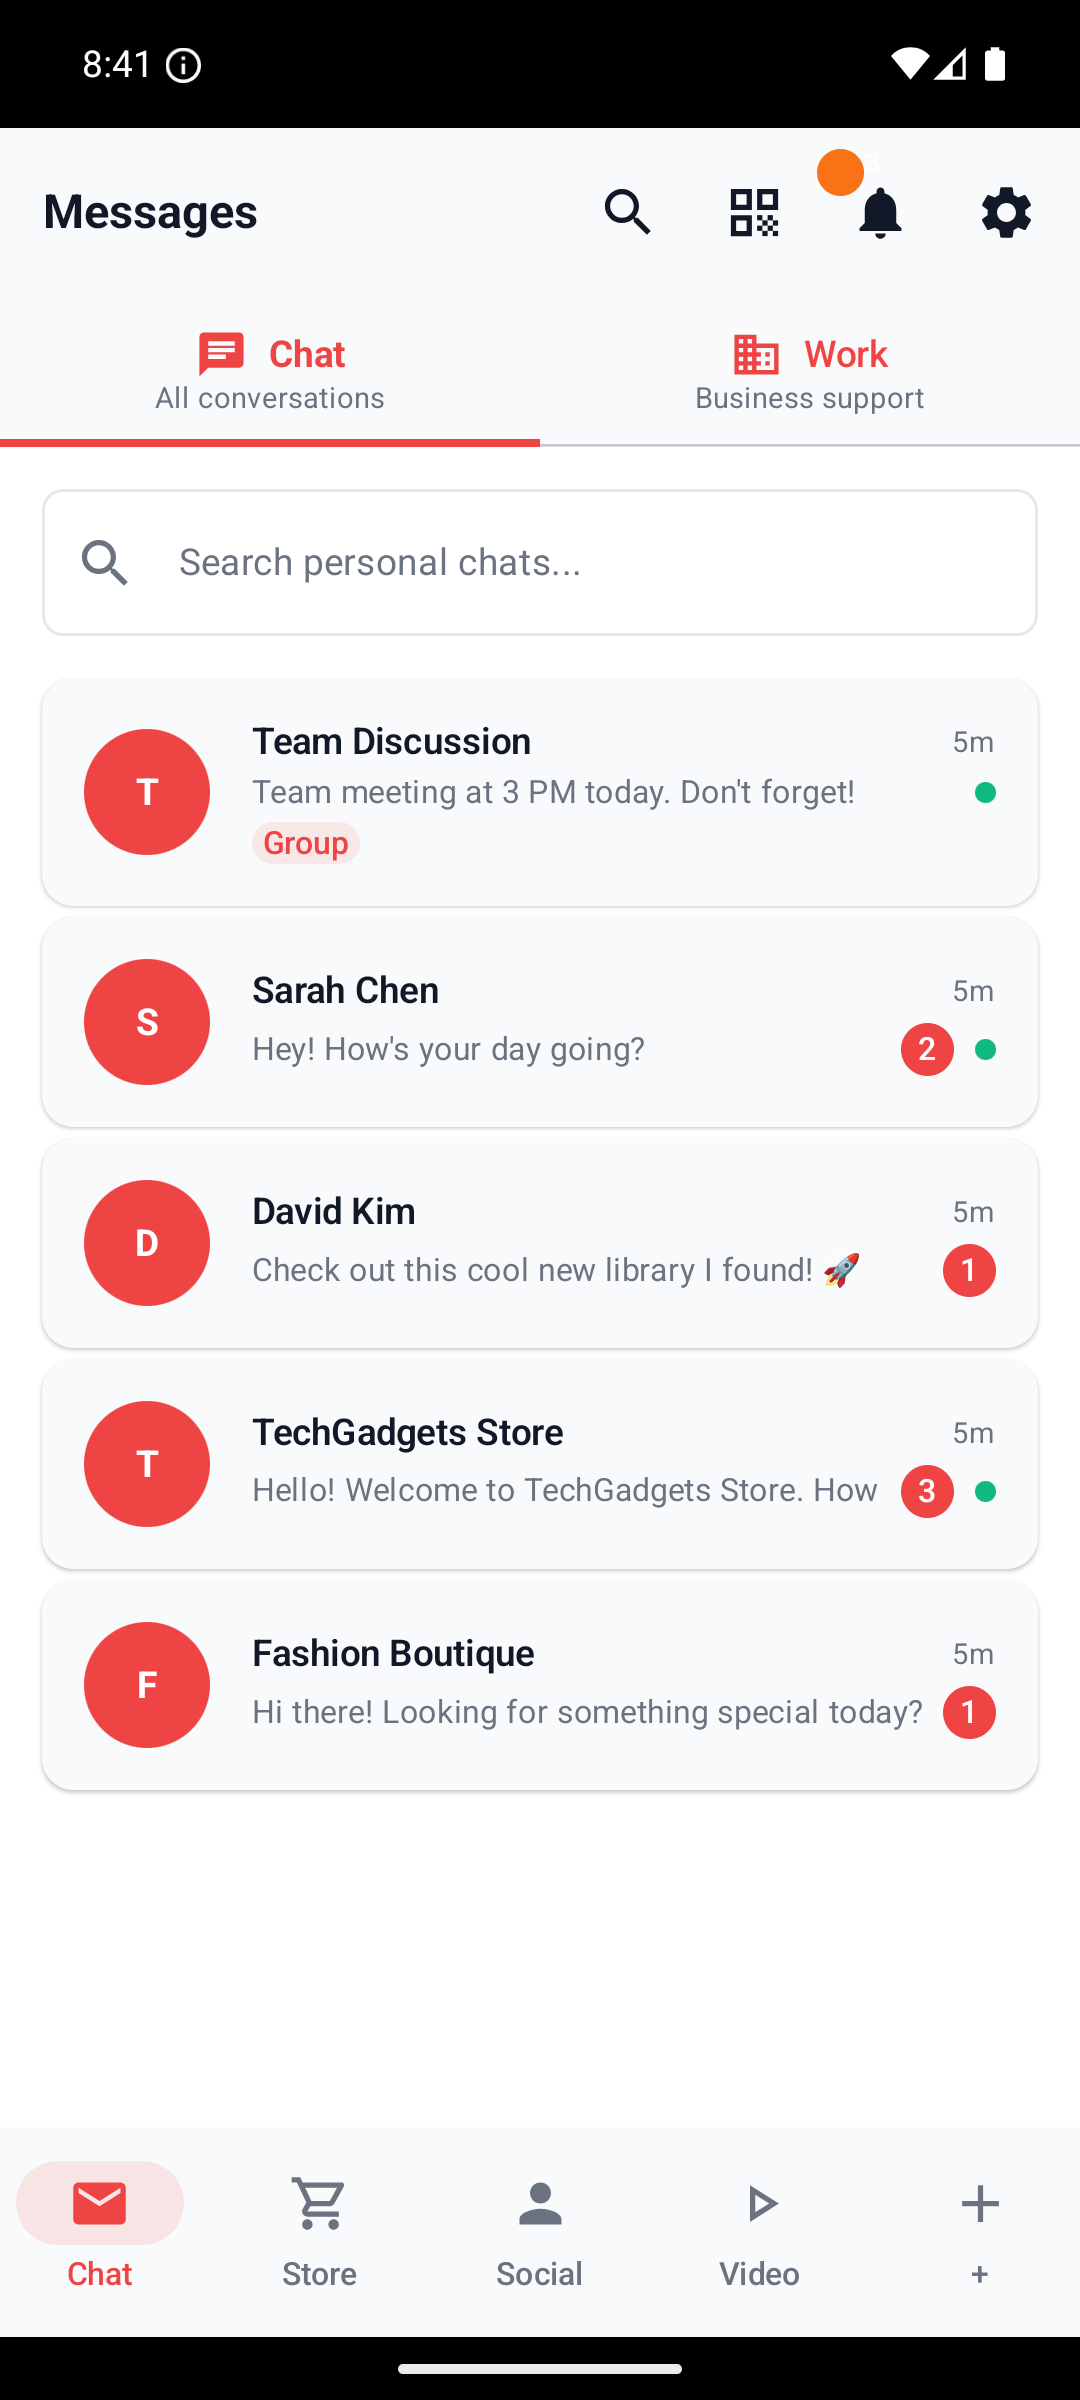 8:41
Messages
3
Chat
All conversations
Work
Business support
Search personal chats...
T
Team Discussion
5m
Team meeting at 3 PM today. Don't forget!
Group
S
Sarah Chen
5m
Hey! How's your day going?
2
D
David Kim
5m
Check out this cool new library I found! 🚀
1
T
TechGadgets Store
5m
Hello! Welcome to TechGadgets Store. How
3
F
Fashion Boutique
5m
Hi there! Looking for something special today?
1
Chat
Store
Social
Video
+